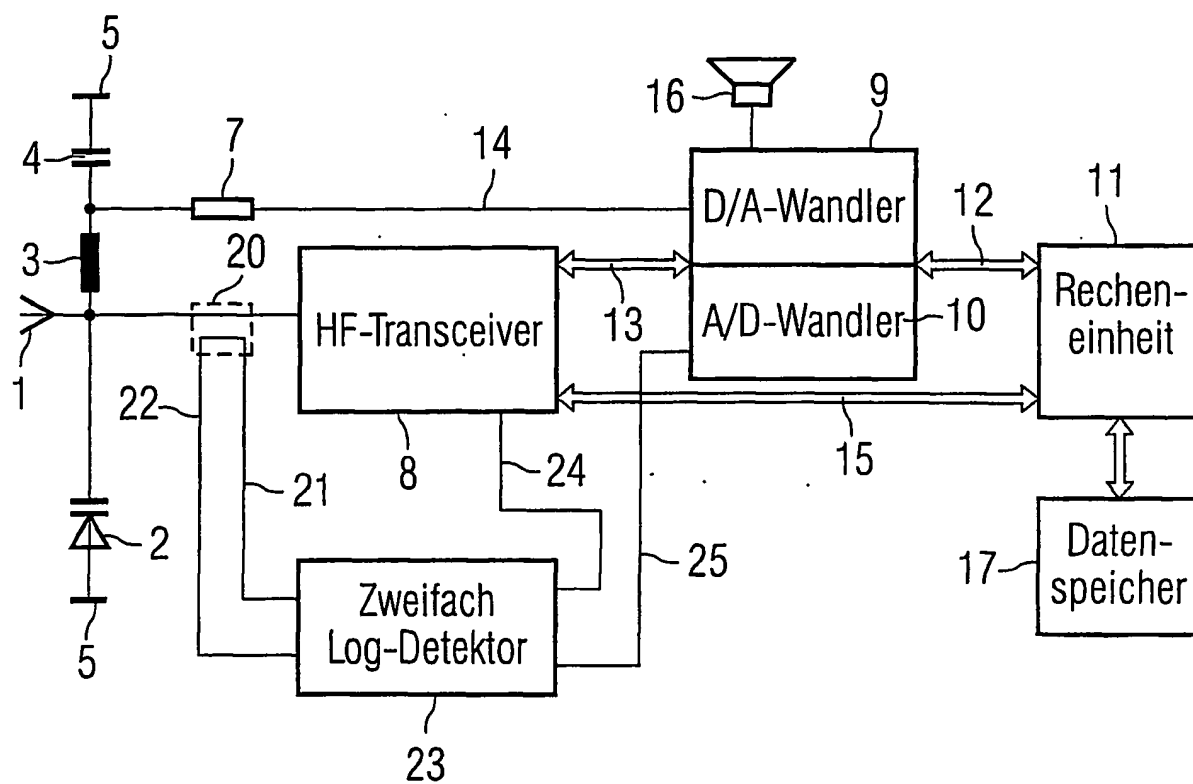 5
16
9
4
7
14
D/A-Wandler
12
11
3
20
13
A/D-Wandler
10
Rechen-
einheit
HF-Transceiver
1
22
8
24
15
21
2
25
17
Daten-
speicher
5
Zweifach
Log-Detektor
23